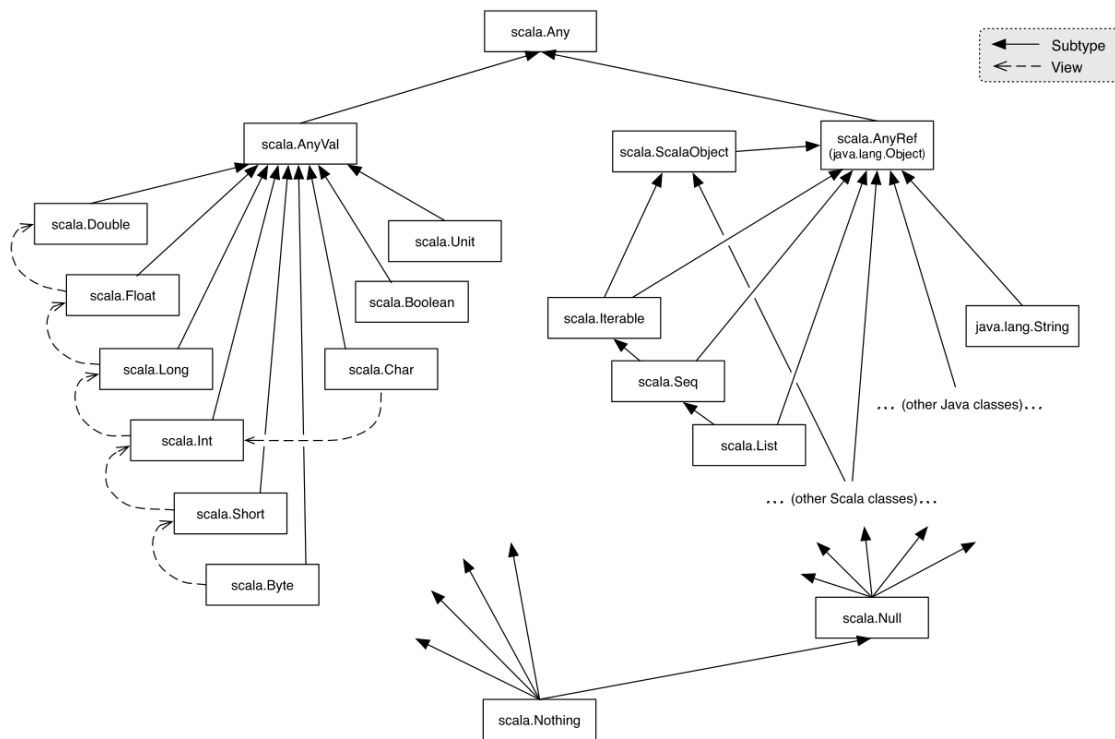 scala.Any
Subtype
View
scala.AnyVal
scala.ScalaObject
scala.AnyRef
(java.lang.Object)
scala.Double
scala.Unit
scala.Float
scala.Boolean
scala.Iterable
java.lang.String
scala.Long
scala.Char
scala.Seq
... (other Java classes)...
scala.Int
scala.List
scala.Short
... (other Scala classes)...
scala.Byte
scala.Null
scala.Nothing